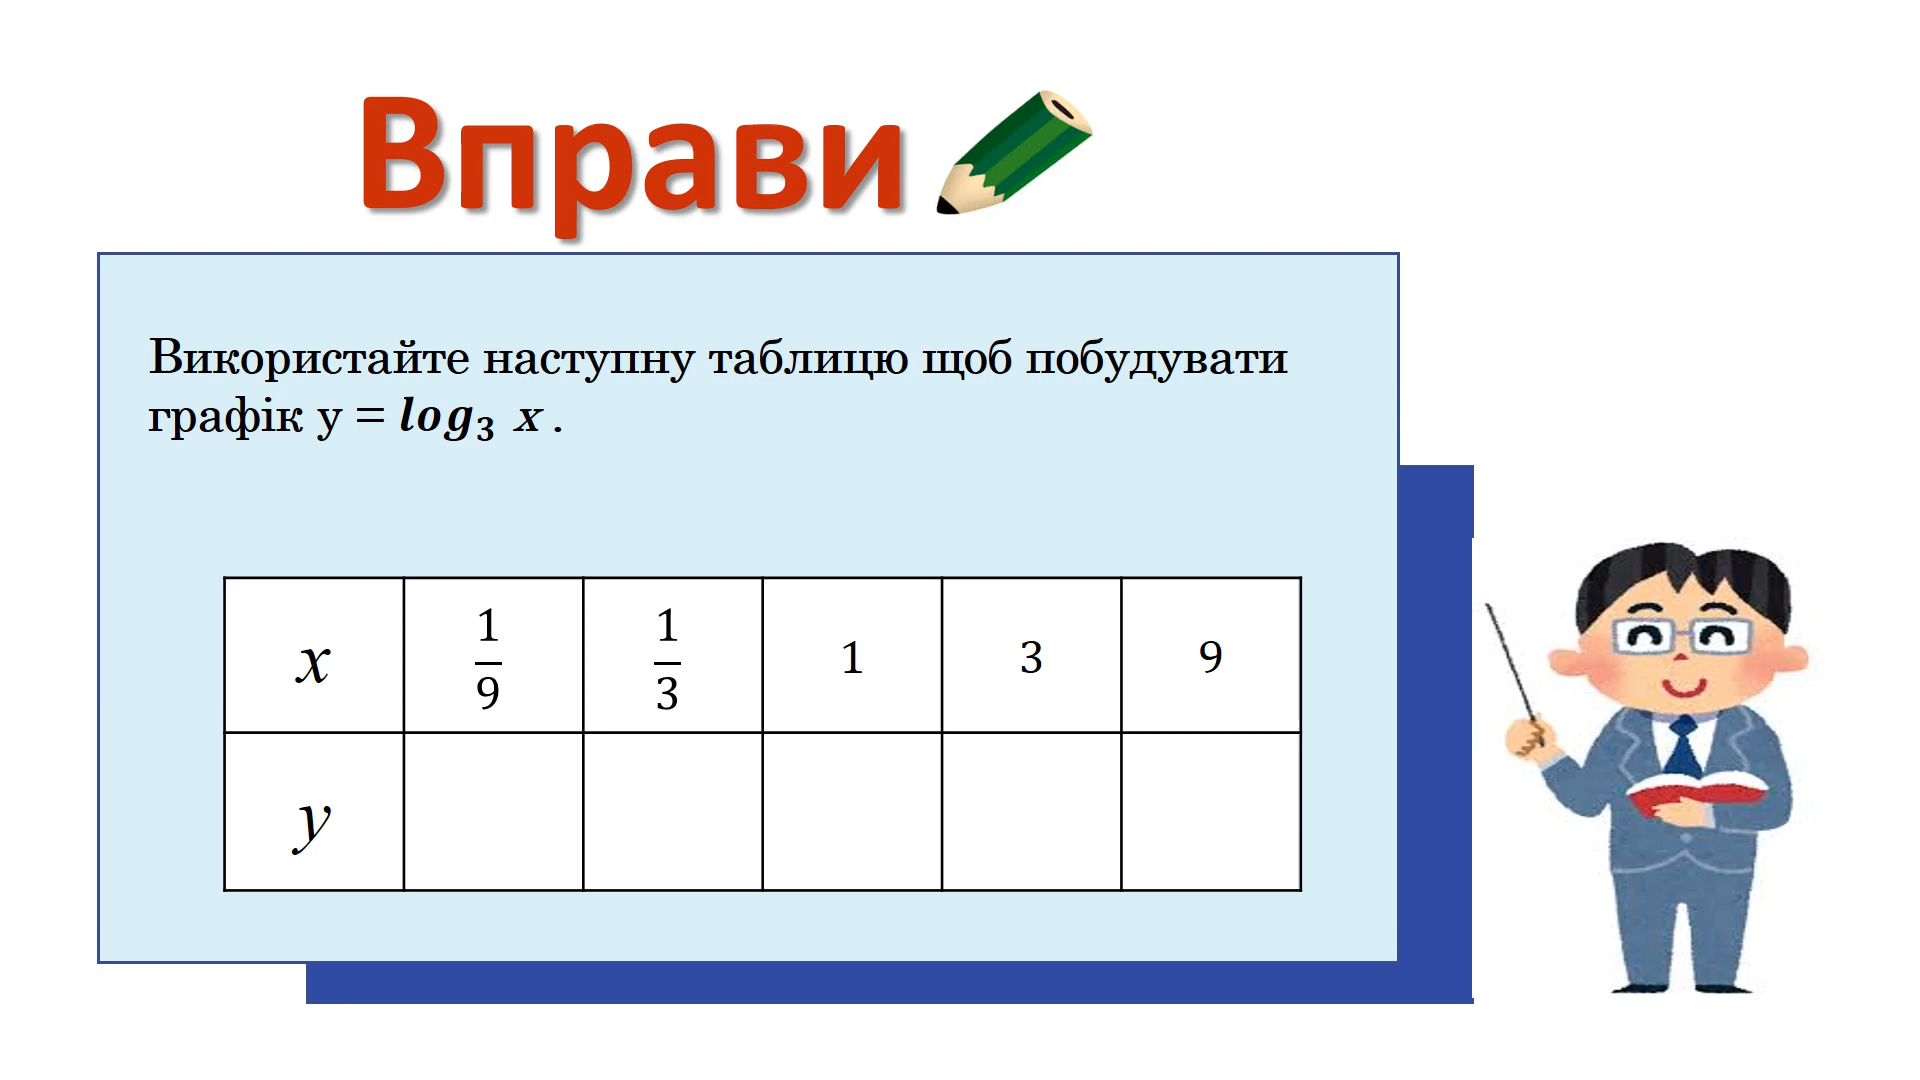 Вправи
Використайте наступну таблицю щоб побудувати
графік y = log₃ x .
x 1/9 1/3 1 3 9
y